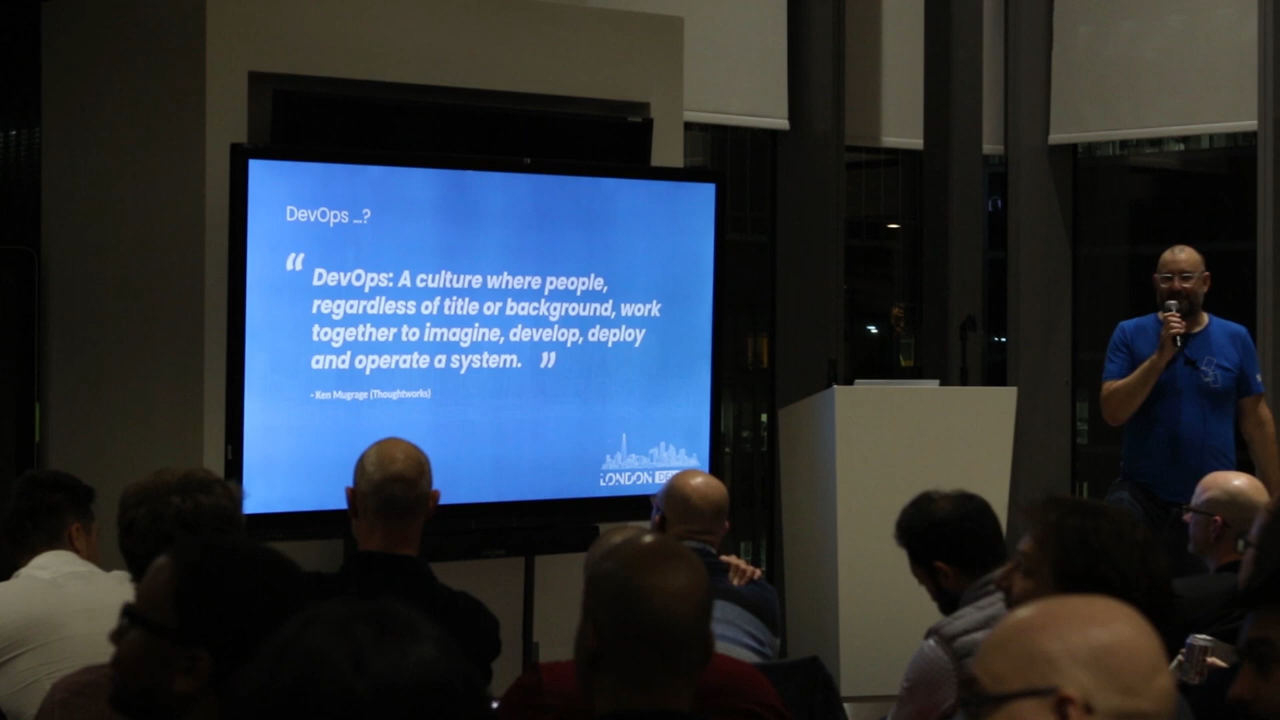 DevOps ...?
“ DevOps: A culture where people,
regardless of title or background, work
together to imagine, develop, deploy
and operate a system. ”
- Ken Mugrage (Thoughtworks)
LONDON